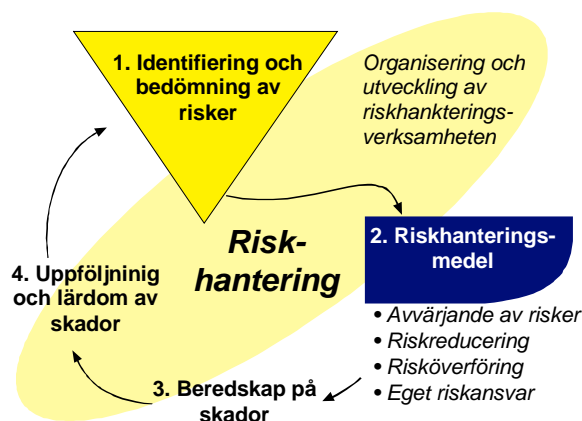 1. Identifiering och
bedömning av
risker
Organisering och
utveckling av
riskhankterings-
verksamheten
Risk-
hantering
2. Riskhanterings-
medel
• Avvärjande av risker
• Riskreducering
• Risköverföring
• Eget riskansvar
3. Beredskap på
skador
4. Uppföljninig
och lärdom av
skador